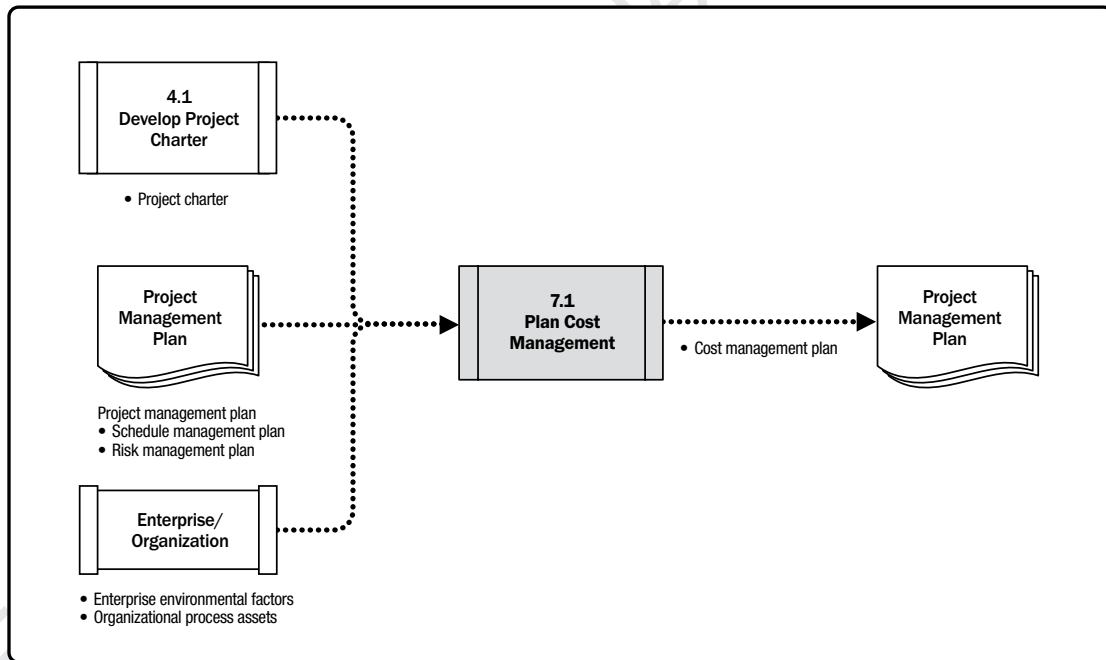 4.1
Develop Project
Charter
• Project charter
Project
Management
Plan
Project management plan
• Schedule management plan
• Risk management plan
Enterprise/
Organization
• Enterprise environmental factors
• Organizational process assets
7.1
Plan Cost
Management
• Cost management plan
Project
Management
Plan